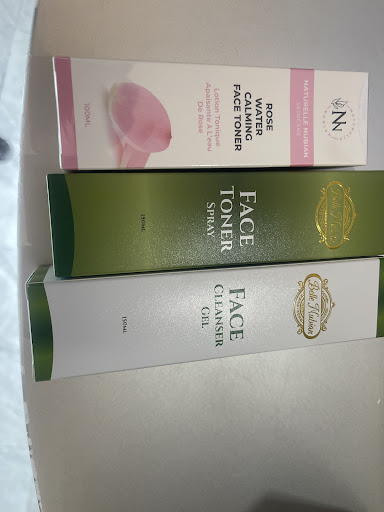 NATURELLE NUBIAN
ROSE
WATER
CALMING
FACE TONER
Lotion Tonique
Apaisante À L'eau
De Rose
100ML
FACE
TONER
SPRAY
150ML
Belle Nubian
FACE
CLEANSER
GEL
150ML